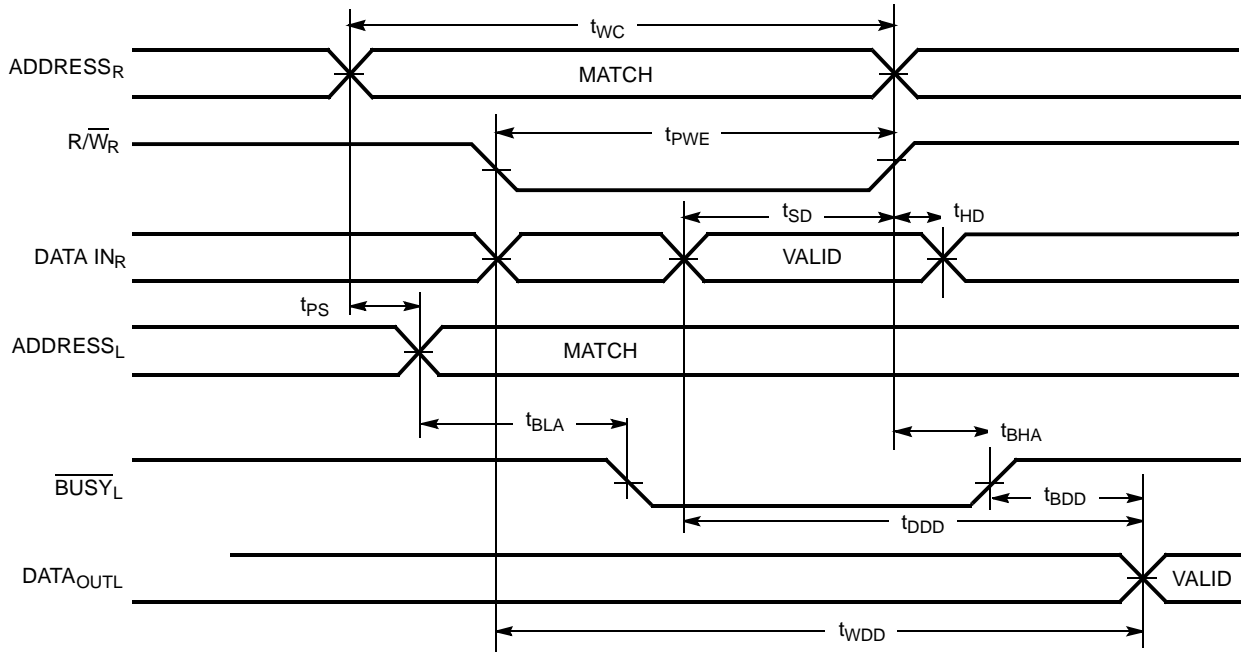 tWC
ADDRESSR
MATCH
R/W̅R
tPWE
tSD
tHD
DATA INR
VALID
tPS
ADDRESSL
MATCH
tBLA
tBHA
B̅U̅S̅Y̅L
tBDD
tDDD
DATAOUTL
VALID
tWDD